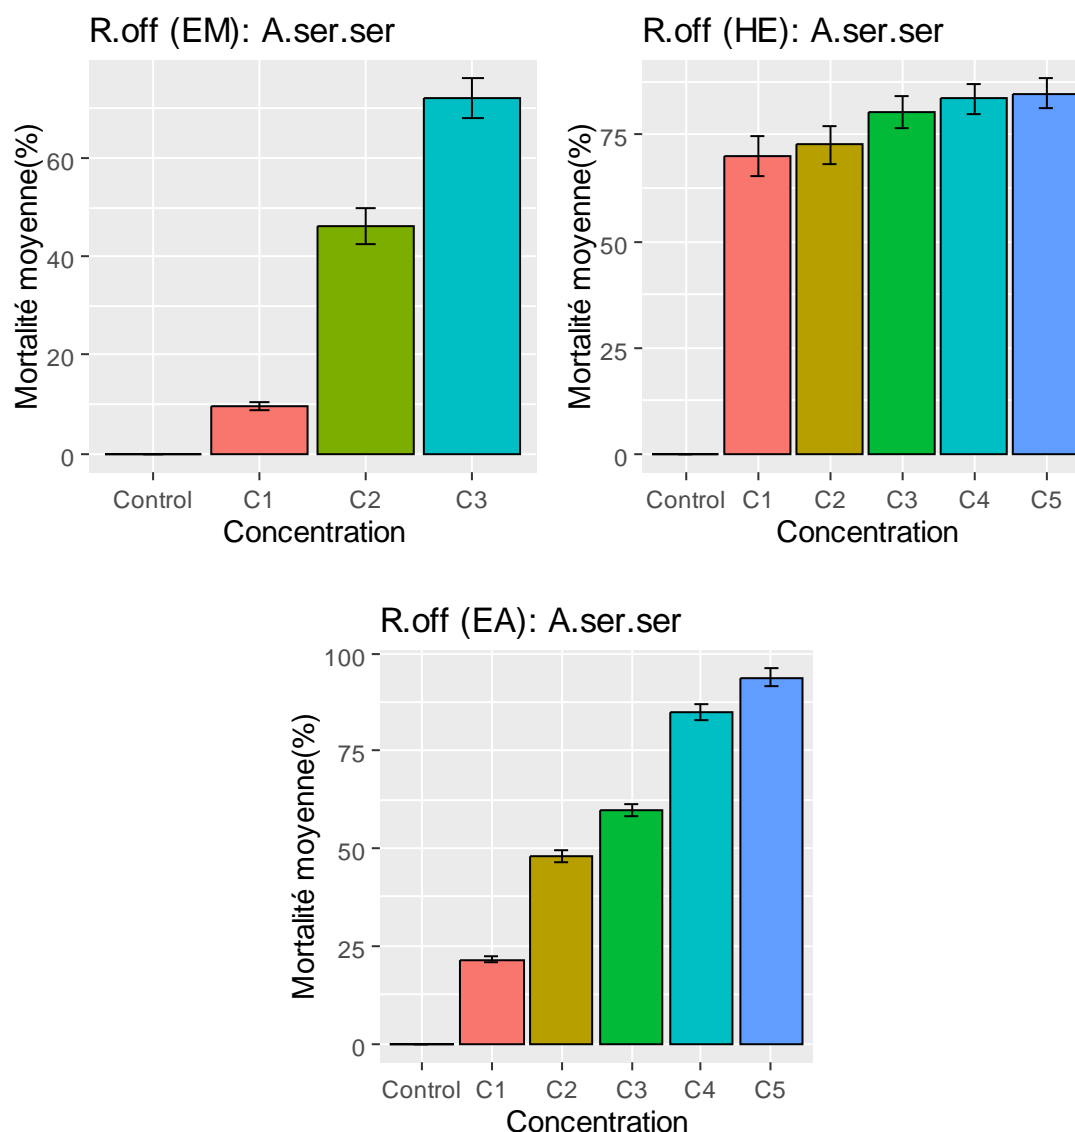 R.off (EM): A.ser.ser
Mortalité moyenne(%)
60
40
20
0
Control C1 C2 C3
Concentration
R.off (HE): A.ser.ser
Mortalité moyenne(%)
75
50
25
0
Control C1 C2 C3 C4 C5
Concentration
R.off (EA): A.ser.ser
Mortalité moyenne(%)
100
75
50
25
0
Control C1 C2 C3 C4 C5
Concentration